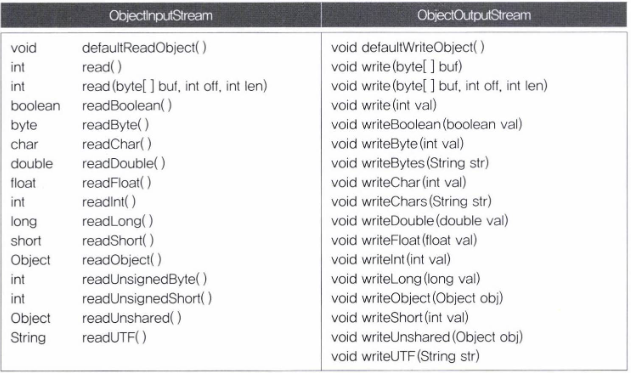 ObjectInputStream ObjectOutputStream
void defaultReadObject( ) void defaultWriteObject( )
int read( ) void write(byte[ ] buf)
int read(byte[ ] buf, int off, int len) void write(byte[ ] buf, int off, int len)
boolean readBoolean( ) void write(int val)
byte readByte( ) void writeBoolean(boolean val)
char readChar( ) void writeByte(int val)
double readDouble( ) void writeBytes(String str)
float readFloat( ) void writeChar(int val)
int readInt( ) void writeChars(String str)
long readLong( ) void writeDouble(double val)
short readShort( ) void writeFloat(float val)
Object readObject( ) void writeInt(int val)
int readUnsignedByte( ) void writeLong(long val)
int readUnsignedShort( ) void writeObject(Object obj)
Object readUnshared( ) void writeShort(int val)
String readUTF( ) void writeUnshared(Object obj)
void writeUTF(String str)